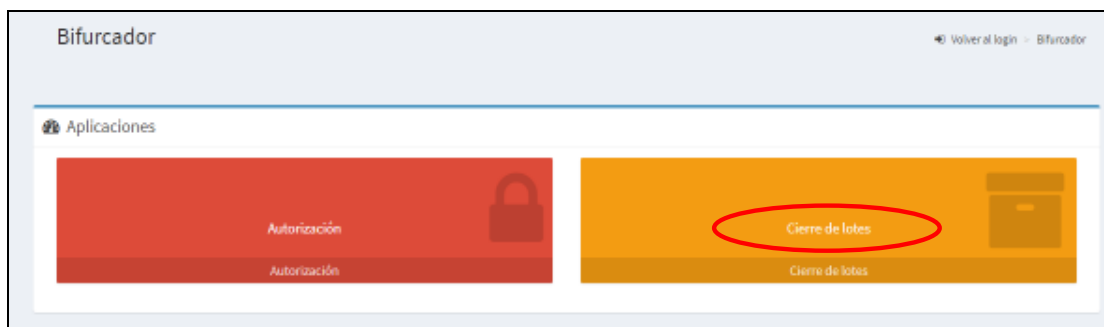 Bifurcador
Volver al login > Bifurcador
Aplicaciones
Autorización
Autorización
Cierre de lotes
Cierre de lotes